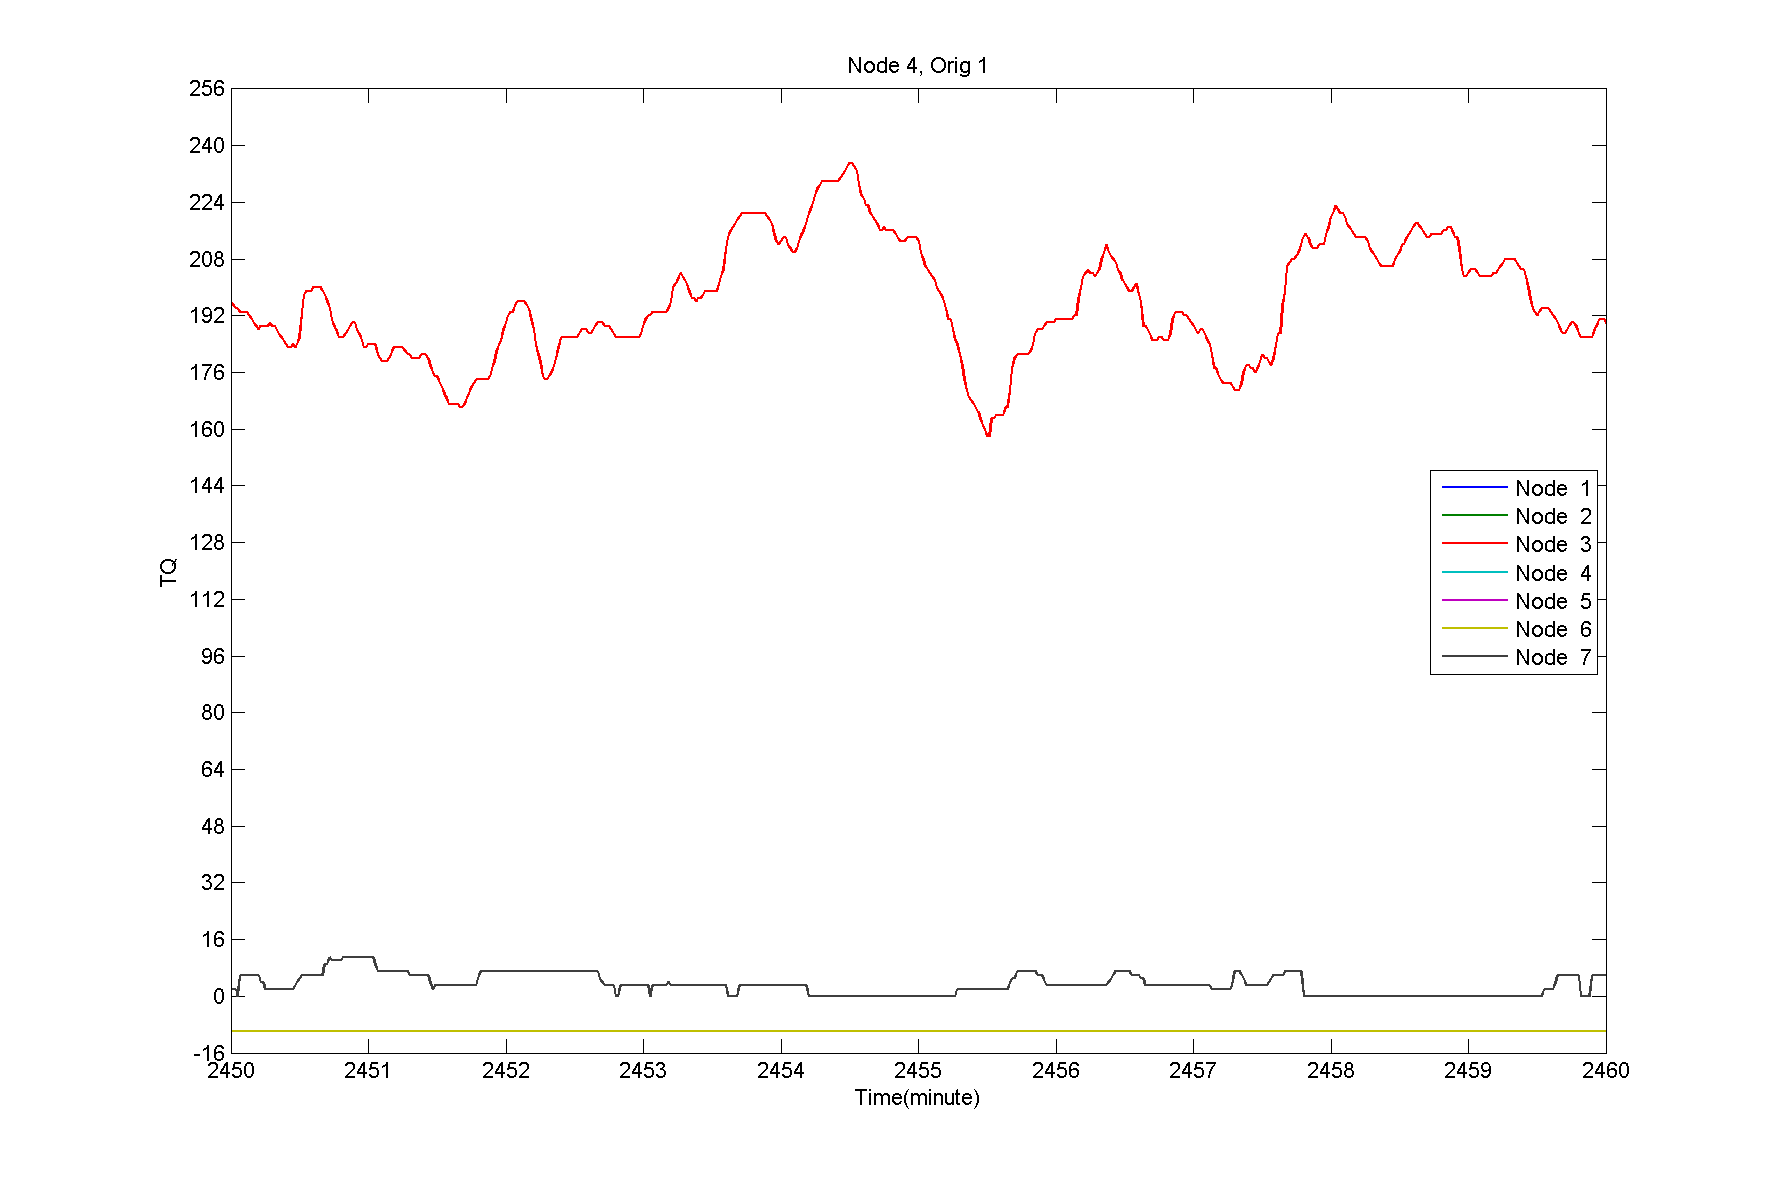 Node 4, Orig 1
256
240
224
208
192
176
160
144
128
112
96
80
64
48
32
16
0
-16
TQ
Node 1
Node 2
Node 3
Node 4
Node 5
Node 6
Node 7
2450 2451 2452 2453 2454 2455 2456 2457 2458 2459 2460
Time(minute)